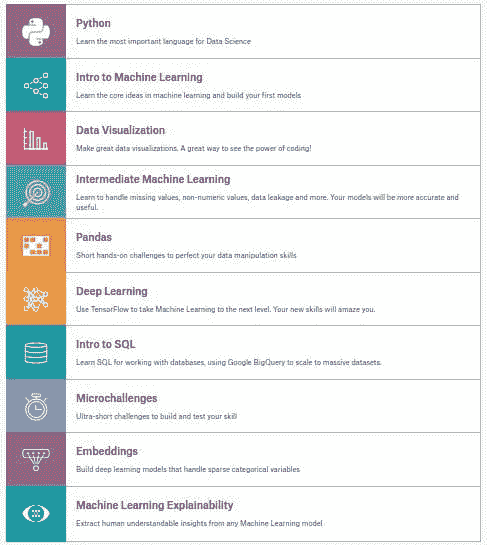 Python
Learn the most important language for Data Science
Intro to Machine Learning
Learn the core ideas in machine learning and build your first models
Data Visualization
Make great data visualizations. A great way to see the power of coding!
Intermediate Machine Learning
Learn to handle missing values, non-numeric values, data leakage and more. Your models will be more accurate and
useful.
Pandas
Short hands-on challenges to perfect your data manipulation skills
Deep Learning
Use TensorFlow to take Machine Learning to the next level. Your new skills will amaze you.
Intro to SQL
Learn SQL for working with databases, using Google BigQuery to scale to massive datasets.
Microchallenges
Ultra-short challenges to build and test your skill
Embeddings
Build deep learning models that handle sparse categorical variables
Machine Learning Explainability
Extract human understandable insights from any Machine Learning model